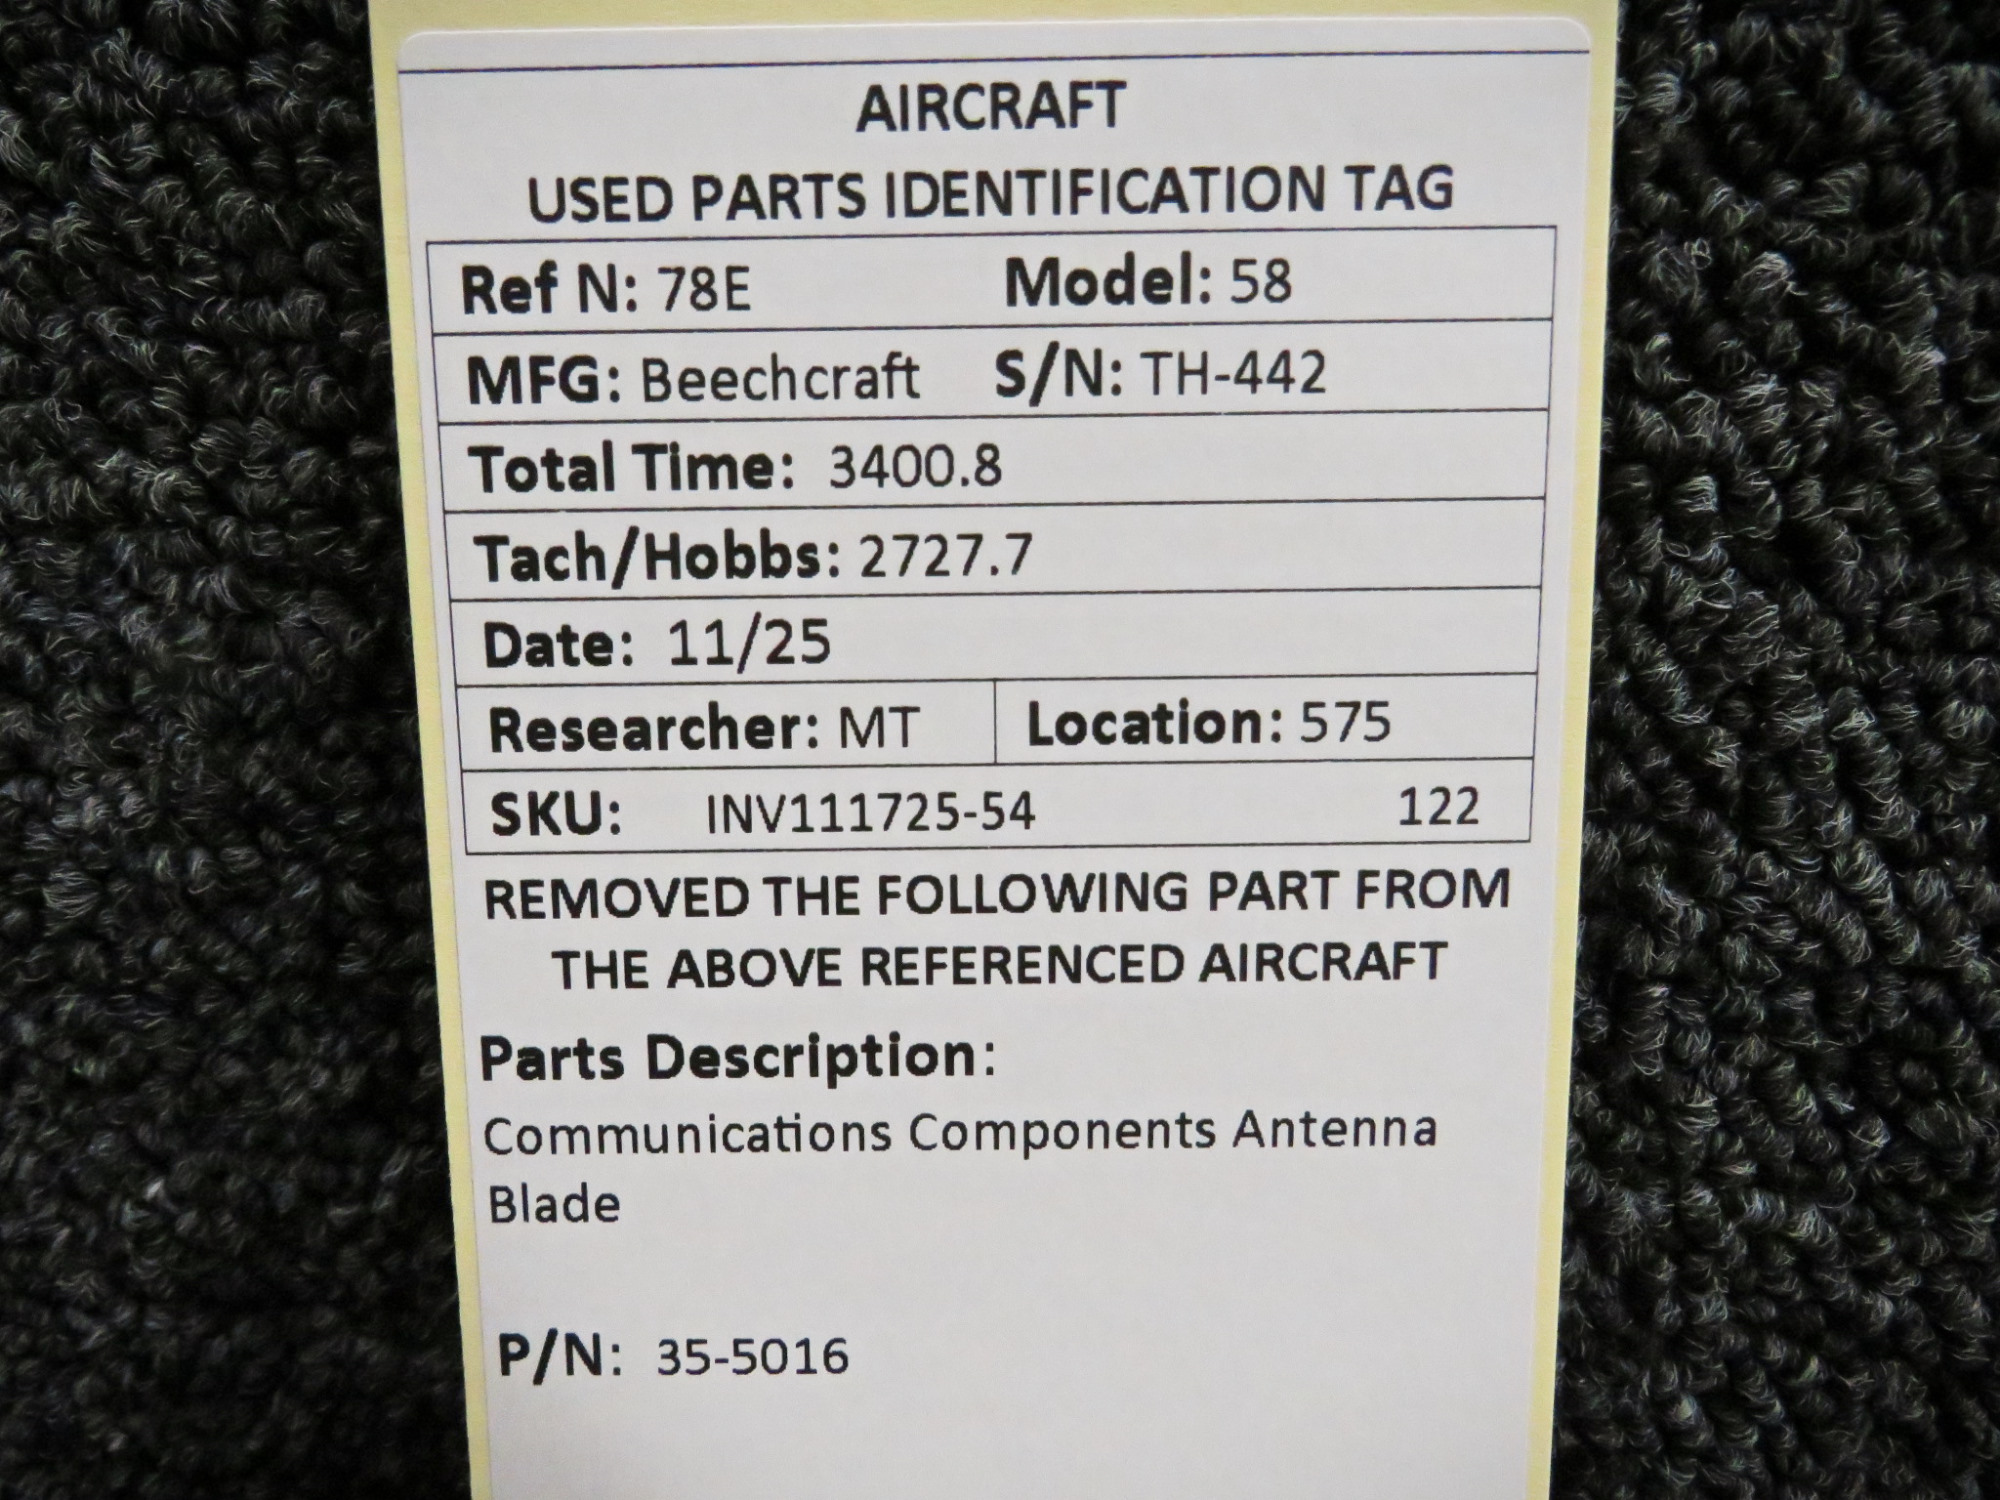 AIRCRAFT
USED PARTS IDENTIFICATION TAG
Ref N: 78E Model: 58
MFG: Beechcraft S/N: TH-442
Total Time: 3400.8
Tach/Hobbs: 2727.7
Date: 11/25
Researcher: MT Location: 575
SKU: INV111725-54 122
REMOVED THE FOLLOWING PART FROM
THE ABOVE REFERENCED AIRCRAFT
Parts Description:
Communications Components Antenna
Blade
P/N: 35-5016